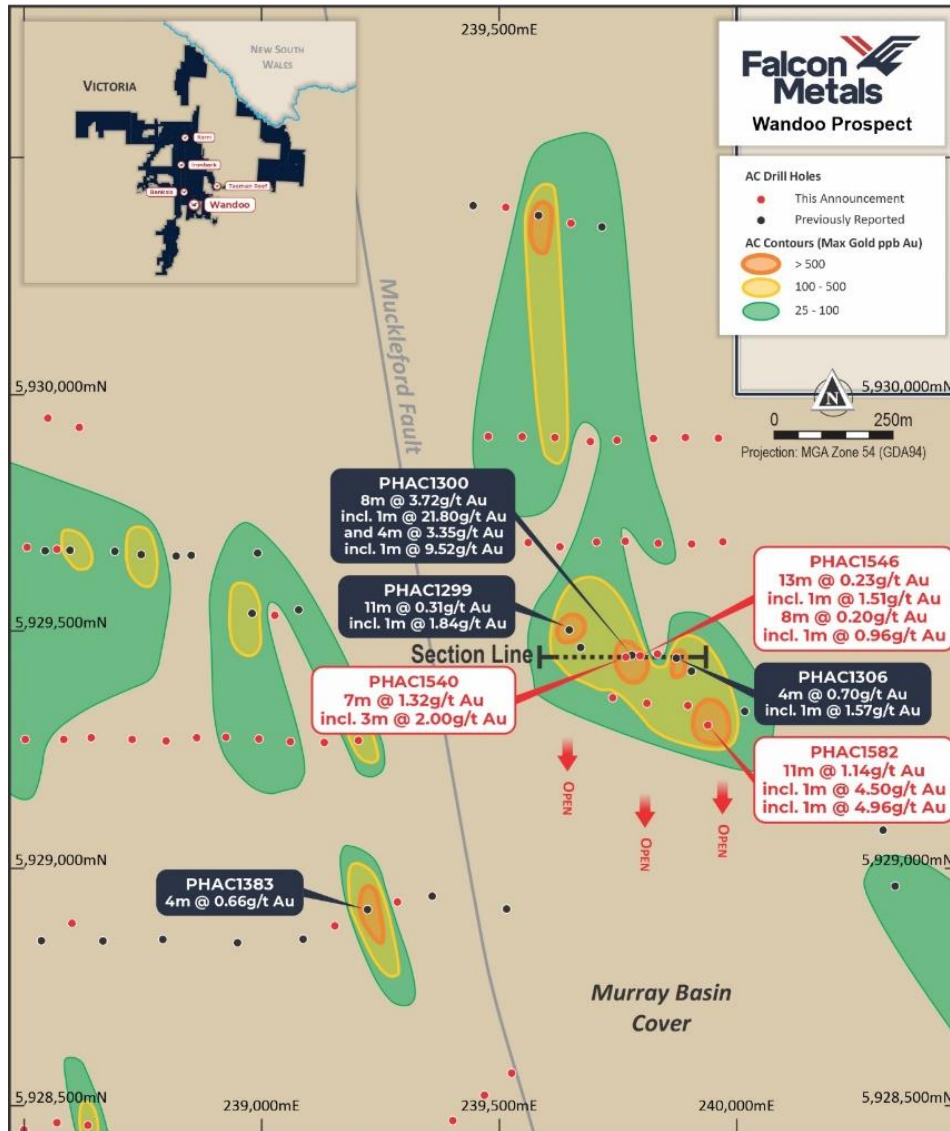 239,500mE
NEW SOUTH
WALES
VICTORIA
Karri
Ironbark
Tasman Reef
Banksia
Wandoo
Falcon
Metals
Wandoo Prospect
AC Drill Holes
This Announcement
Previously Reported
AC Contours (Max Gold ppb Au)
> 500
100 - 500
25 - 100
Muckleford Fault
5,930,000mN
5,930,000mN
N
0
250m
Projection: MGA Zone 54 (GDA94)
PHAC1300
8m @ 3.72g/t Au
incl. 1m @ 21.80g/t Au
and 4m @ 3.35g/t Au
incl. 1m @ 9.52g/t Au
PHAC1546
13m @ 0.23g/t Au
incl. 1m @ 1.51g/t Au
8m @ 0.20g/t Au
incl. 1m @ 0.96g/t Au
PHAC1299
11m @ 0.31g/t Au
incl. 1m @ 1.84g/t Au
5,929,500mN
Section Line
PHAC1540
7m @ 1.32g/t Au
incl. 3m @ 2.00g/t Au
PHAC1306
4m @ 0.70g/t Au
incl. 1m @ 1.57g/t Au
PHAC1582
11m @ 1.14g/t Au
incl. 1m @ 4.50g/t Au
incl. 1m @ 4.96g/t Au
OPEN
OPEN
OPEN
5,929,000mN
5,929,000mN
PHAC1383
4m @ 0.66g/t Au
Murray Basin
Cover
5,928,500mN
239,000mE
239,500mE
240,000mE
5,928,500mN